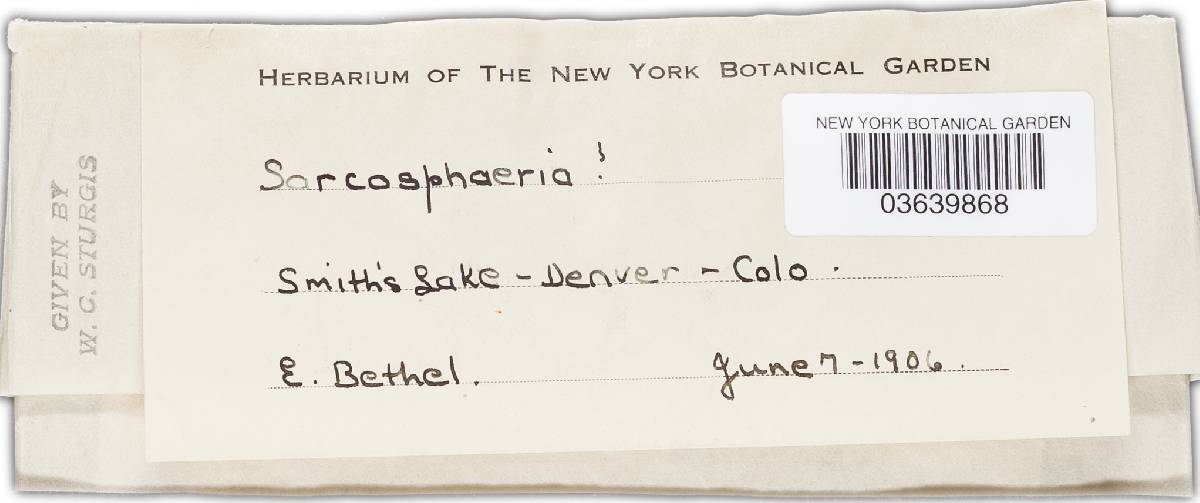 HERBARIUM OF THE NEW YORK BOTANICAL GARDEN
NEW YORK BOTANICAL GARDEN
03639868
Sarcosphaeria!
Smith's Lake - Denver - Colo.
E. Bethel. June 7 - 1906.
GIVEN BY
W. C. STURGIS